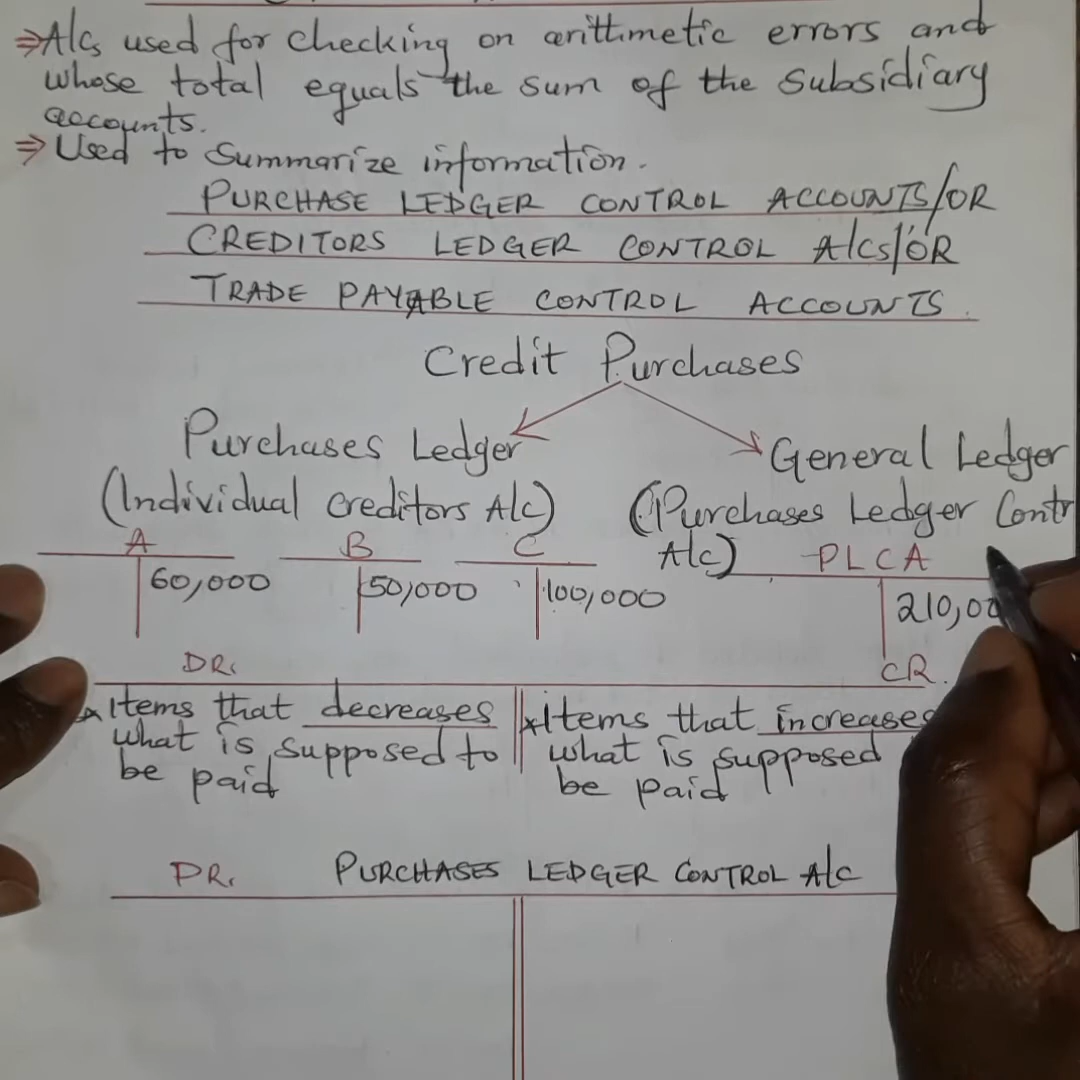 ⇒ A/cs used for checking on arithmetic errors and
whose total equals the sum of the subsidiary
accounts.
⇒ Used to summarize information.
PURCHASE LEDGER CONTROL ACCOUNTS/OR
CREDITORS LEDGER CONTROL A/cs/OR
TRADE PAYABLE CONTROL ACCOUNTS.
Credit Purchases
Purchases Ledger
(Individual creditors A/c)
General Ledger
(Purchases Ledger Contr
A/c) PLCA
A B C
60,000 50,000 100,000
210,00
DR. CR.
*Items that decreases
what is supposed to
be paid
*Items that increases
what is supposed
be paid
DR. PURCHASES LEDGER CONTROL A/c